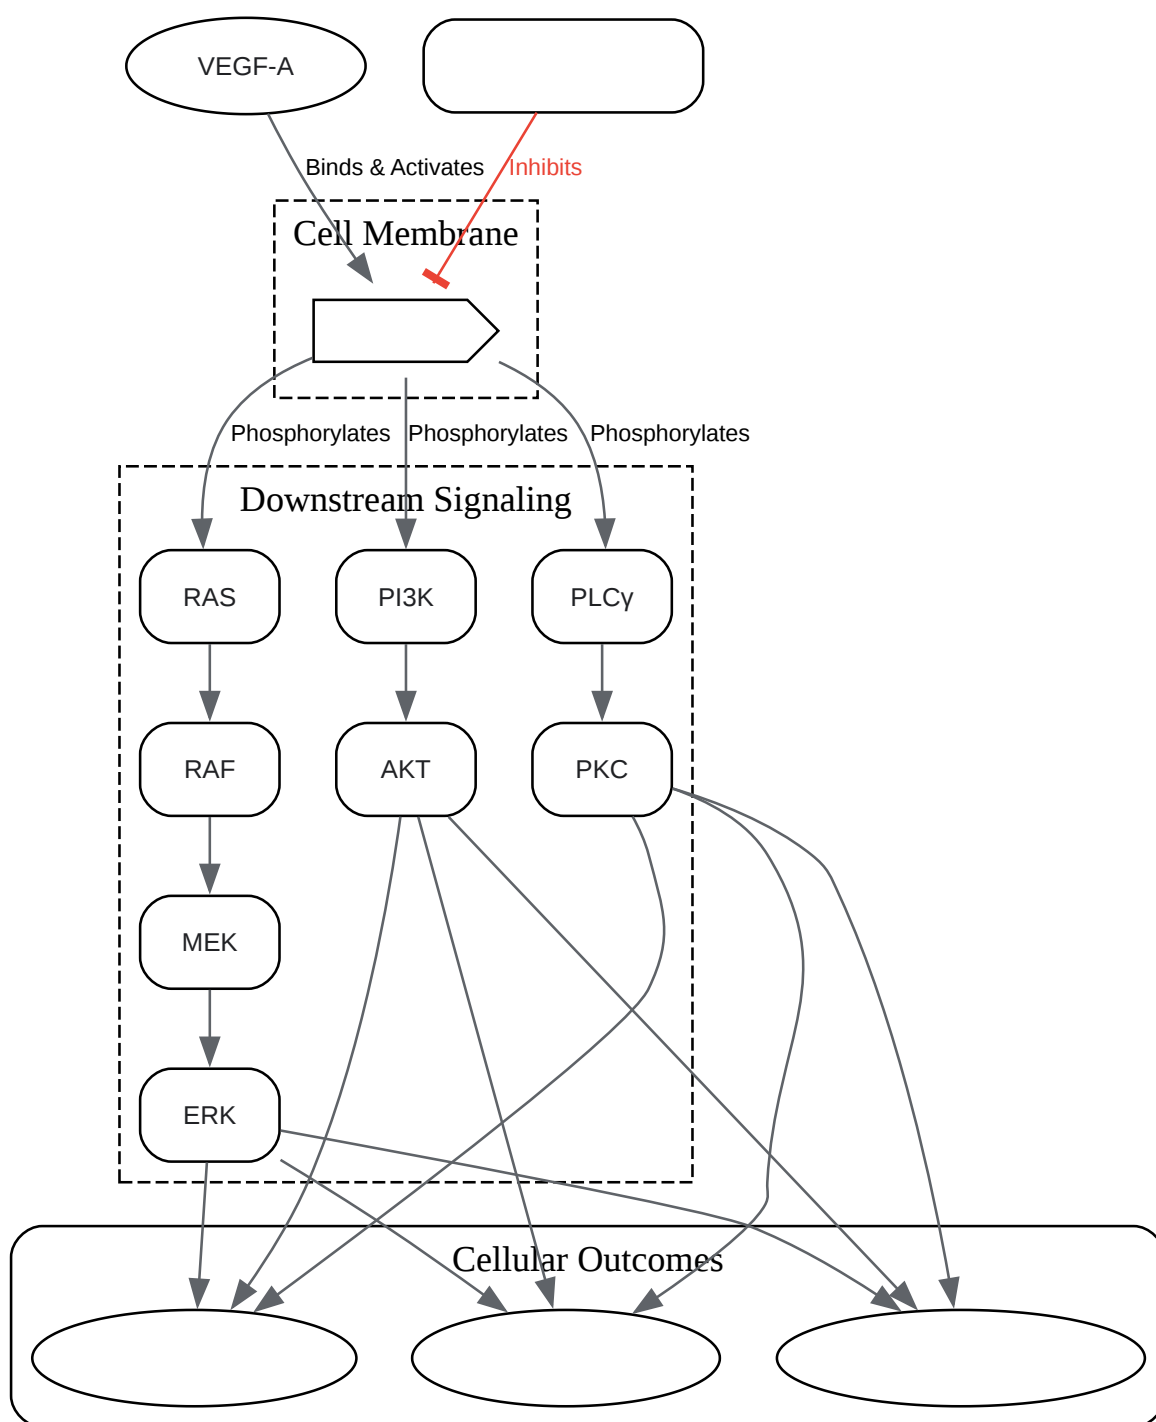 VEGF-A
Binds & Activates
Inhibits
Cell Membrane
Phosphorylates
Phosphorylates
Phosphorylates
Downstream Signaling
RAS
PI3K
PLCγ
RAF
AKT
PKC
MEK
ERK
Cellular Outcomes